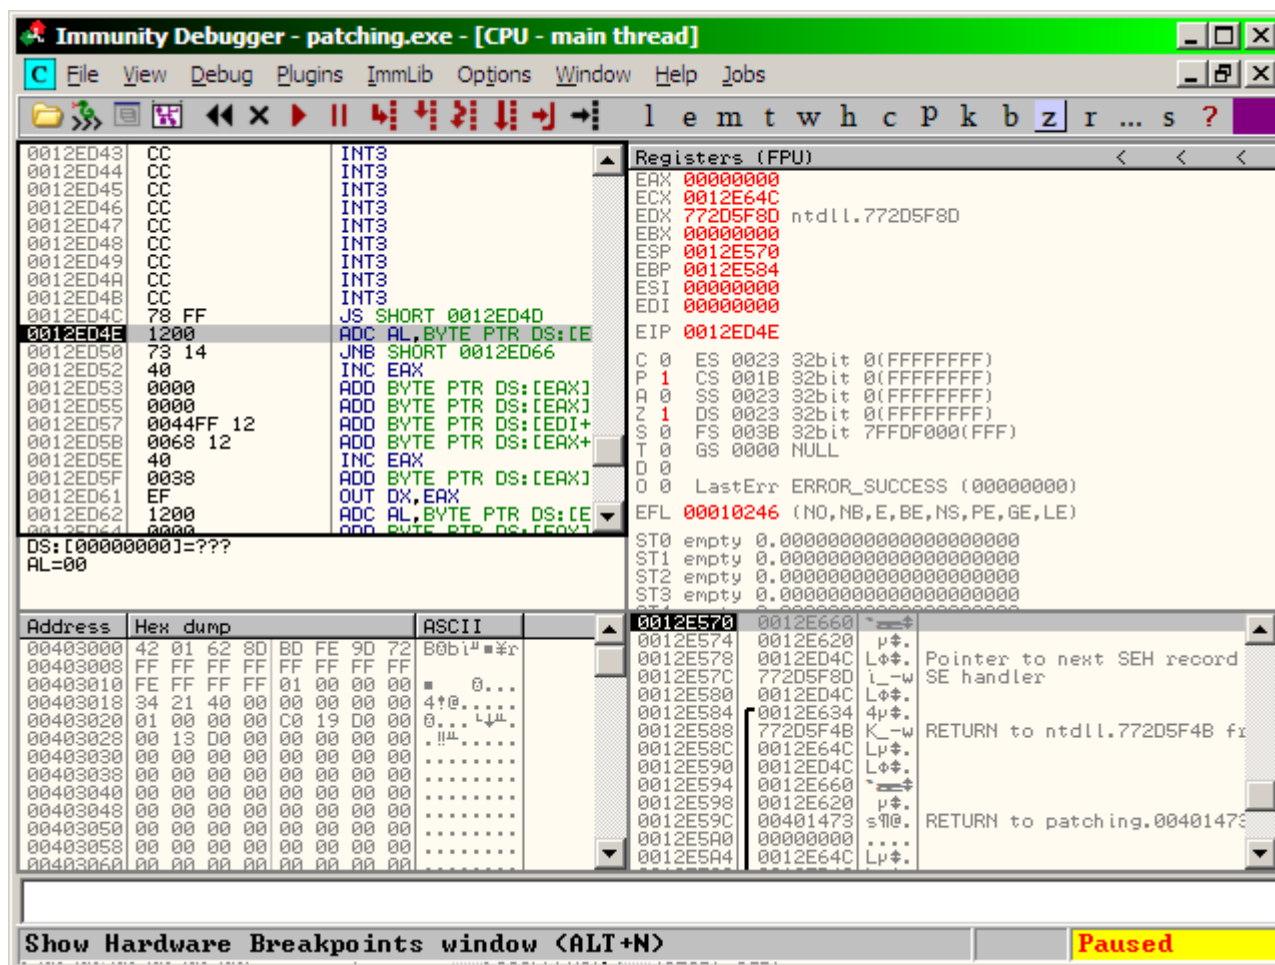 Immunity Debugger - patching.exe - [CPU - main thread]
C File View Debug Plugins ImmLib Options Window Help Jobs
l e m t w h c P k b z r ... s ?
0012ED43 CC INT3
0012ED44 CC INT3
0012ED45 CC INT3
0012ED46 CC INT3
0012ED47 CC INT3
0012ED48 CC INT3
0012ED49 CC INT3
0012ED4A CC INT3
0012ED4B CC INT3
0012ED4C 78 FF JS SHORT 0012ED4D
0012ED4E 1200 ADC AL,BYTE PTR DS:[E
0012ED50 73 14 JNB SHORT 0012ED66
0012ED52 40 INC EAX
0012ED53 0000 ADD BYTE PTR DS:[EAX]
0012ED55 0000 ADD BYTE PTR DS:[EAX]
0012ED57 0044FF 12 ADD BYTE PTR DS:[EDI+
0012ED5B 0068 12 ADD BYTE PTR DS:[EAX+
0012ED5E 40 INC EAX
0012ED5F 0038 ADD BYTE PTR DS:[EAX]
0012ED61 EF OUT DX,EAX
0012ED62 1200 ADC AL,BYTE PTR DS:[E
0012ED64 0000 ADD BYTE PTR DS:[EAX]
DS:[00000000]=???
AL=00
Registers (FPU) < < <
EAX 00000000
ECX 0012E64C
EDX 772D5F8D ntdll.772D5F8D
EBX 00000000
ESP 0012E570
EBP 0012E584
ESI 00000000
EDI 00000000
EIP 0012ED4E
C 0 ES 0023 32bit 0(FFFFFFFF)
P 1 CS 001B 32bit 0(FFFFFFFF)
A 0 SS 0023 32bit 0(FFFFFFFF)
Z 1 DS 0023 32bit 0(FFFFFFFF)
S 0 FS 003B 32bit 7FFDF000(FFF)
T 0 GS 0000 NULL
D 0
O 0 LastErr ERROR_SUCCESS (00000000)
EFL 00010246 (NO,NB,E,BE,NS,PE,GE,LE)
ST0 empty 0.0000000000000000000
ST1 empty 0.0000000000000000000
ST2 empty 0.0000000000000000000
ST3 empty 0.0000000000000000000
Address Hex dump ASCII
00403000 42 01 62 8D BD FE 9D 72
00403008 FF FF FF FF FF FF FF FF
00403010 FE FF FF FF 01 00 00 00
00403018 34 21 40 00 00 00 00 00 4!@.....
00403020 01 00 00 00 C0 19 D0 00
00403028 00 13 D0 00 00 00 00 00
00403030 00 00 00 00 00 00 00 00 ........
00403038 00 00 00 00 00 00 00 00 ........
00403040 00 00 00 00 00 00 00 00 ........
00403048 00 00 00 00 00 00 00 00 ........
00403050 00 00 00 00 00 00 00 00 ........
00403058 00 00 00 00 00 00 00 00 ........
00403060 00 00 00 00 00 00 00 00 ........
0012E570 0012E660
0012E574 0012E620
0012E578 0012ED4C Pointer to next SEH record
0012E57C 772D5F8D SE handler
0012E580 0012ED4C
0012E584 0012E634
0012E588 772D5F4B RETURN to ntdll.772D5F4B fr
0012E58C 0012E64C
0012E590 0012ED4C
0012E594 0012E660
0012E598 0012E620
0012E59C 00401473 s¶@. RETURN to patching.00401473
0012E5A0 00000000 ....
0012E5A4 0012E64C
Show Hardware Breakpoints window (ALT+N)
Paused